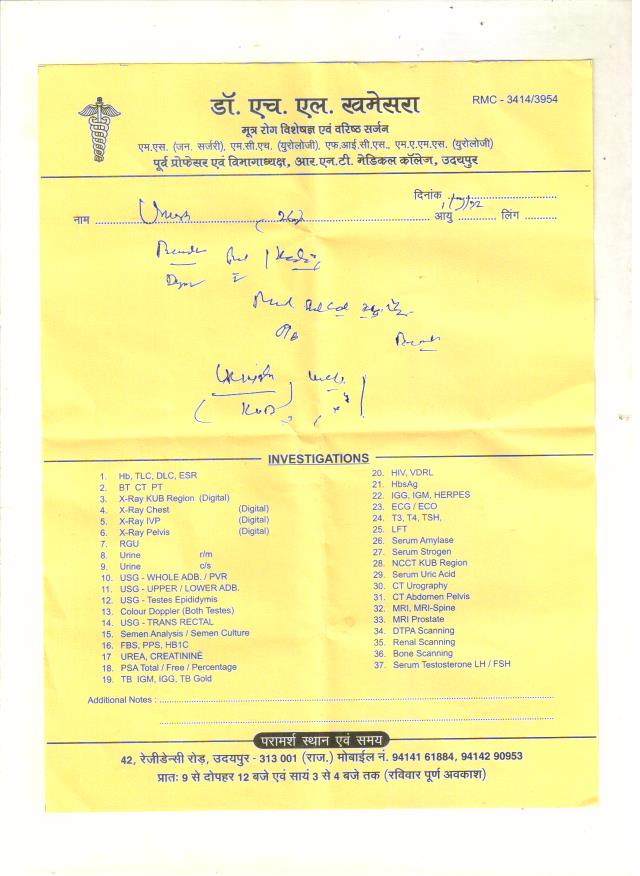 डॉ. एच. एल. खमेसरा
RMC - 3414/3954
मूत्र रोग विशेषज्ञ एवं वरिष्ठ सर्जन
एम.एस. (जन. सर्जरी), एम.सी.एच. (युरोलोजी), एफ.आई.सी.एस., एम.ए.एम.एस. (युरोलोजी)
पूर्व प्रोफेसर एवं विभागाध्यक्ष, आर.एन.टी. मेडिकल कॉलेज, उदयपुर
दिनांक
नाम आयु लिंग
INVESTIGATIONS
1. Hb, TLC, DLC, ESR
2. BT CT PT
3. X-Ray KUB Region (Digital)
4. X-Ray Chest (Digital)
5. X-Ray IVP (Digital)
6. X-Ray Pelvis (Digital)
7. RGU
8. Urine r/m
9. Urine c/s
10. USG - WHOLE ADB. / PVR
11. USG - UPPER / LOWER ADB.
12. USG - Testes Epididymis
13. Colour Doppler (Both Testes)
14. USG - TRANS RECTAL
15. Semen Analysis / Semen Culture
16. FBS, PPS, HB1C
17 UREA, CREATININE
18. PSA Total / Free / Percentage
19. TB IGM, IGG, TB Gold
20. HIV, VDRL
21. HbsAg
22. IGG, IGM, HERPES
23. ECG / ECO
24. T3, T4, TSH,
25. LFT
26. Serum Amylase
27. Serum Strogen
28. NCCT KUB Region
29. Serum Uric Acid
30. CT Urography
31. CT Abdomen Pelvis
32. MRI, MRI-Spine
33. MRI Prostate
34. DTPA Scanning
35. Renal Scanning
36. Bone Scanning
37. Serum Testosterone LH / FSH
Additional Notes :
परामर्श स्थान एवं समय
42, रेजीडेन्सी रोड़, उदयपुर - 313 001 (राज.) मोबाईल नं. 94141 61884, 94142 90953
प्रातः 9 से दोपहर 12 बजे एवं सायं 3 से 4 बजे तक (रविवार पूर्ण अवकाश)